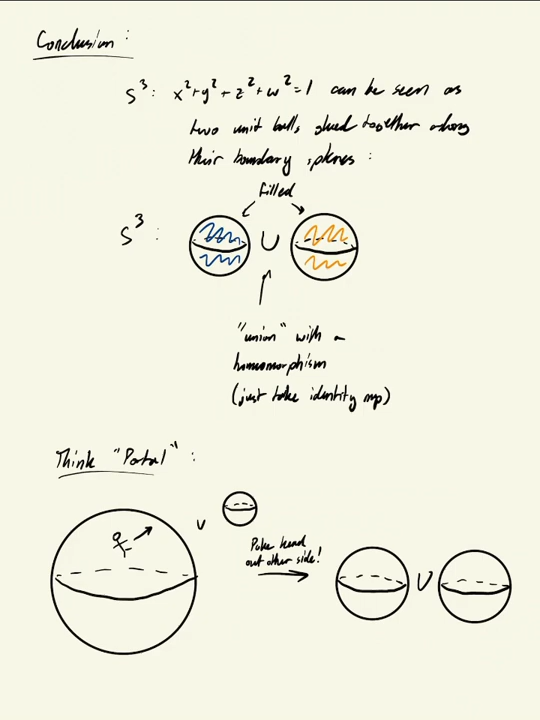 Conclusion:
S³: x²+y²+z²+w²=1 can be seen as
two unit balls glued together along
their boundary spheres:
filled
S³: ∪
"union" with a
homeomorphism
(just take identity map)
Think "Portal":
∪
Poke head
out other side!
∪